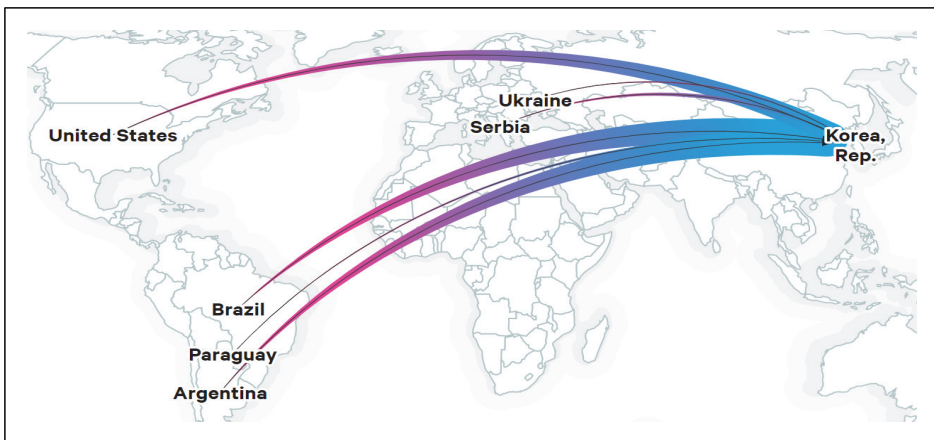 Ukraine
Serbia
United States
Korea,
Rep.
Brazil
Paraguay
Argentina